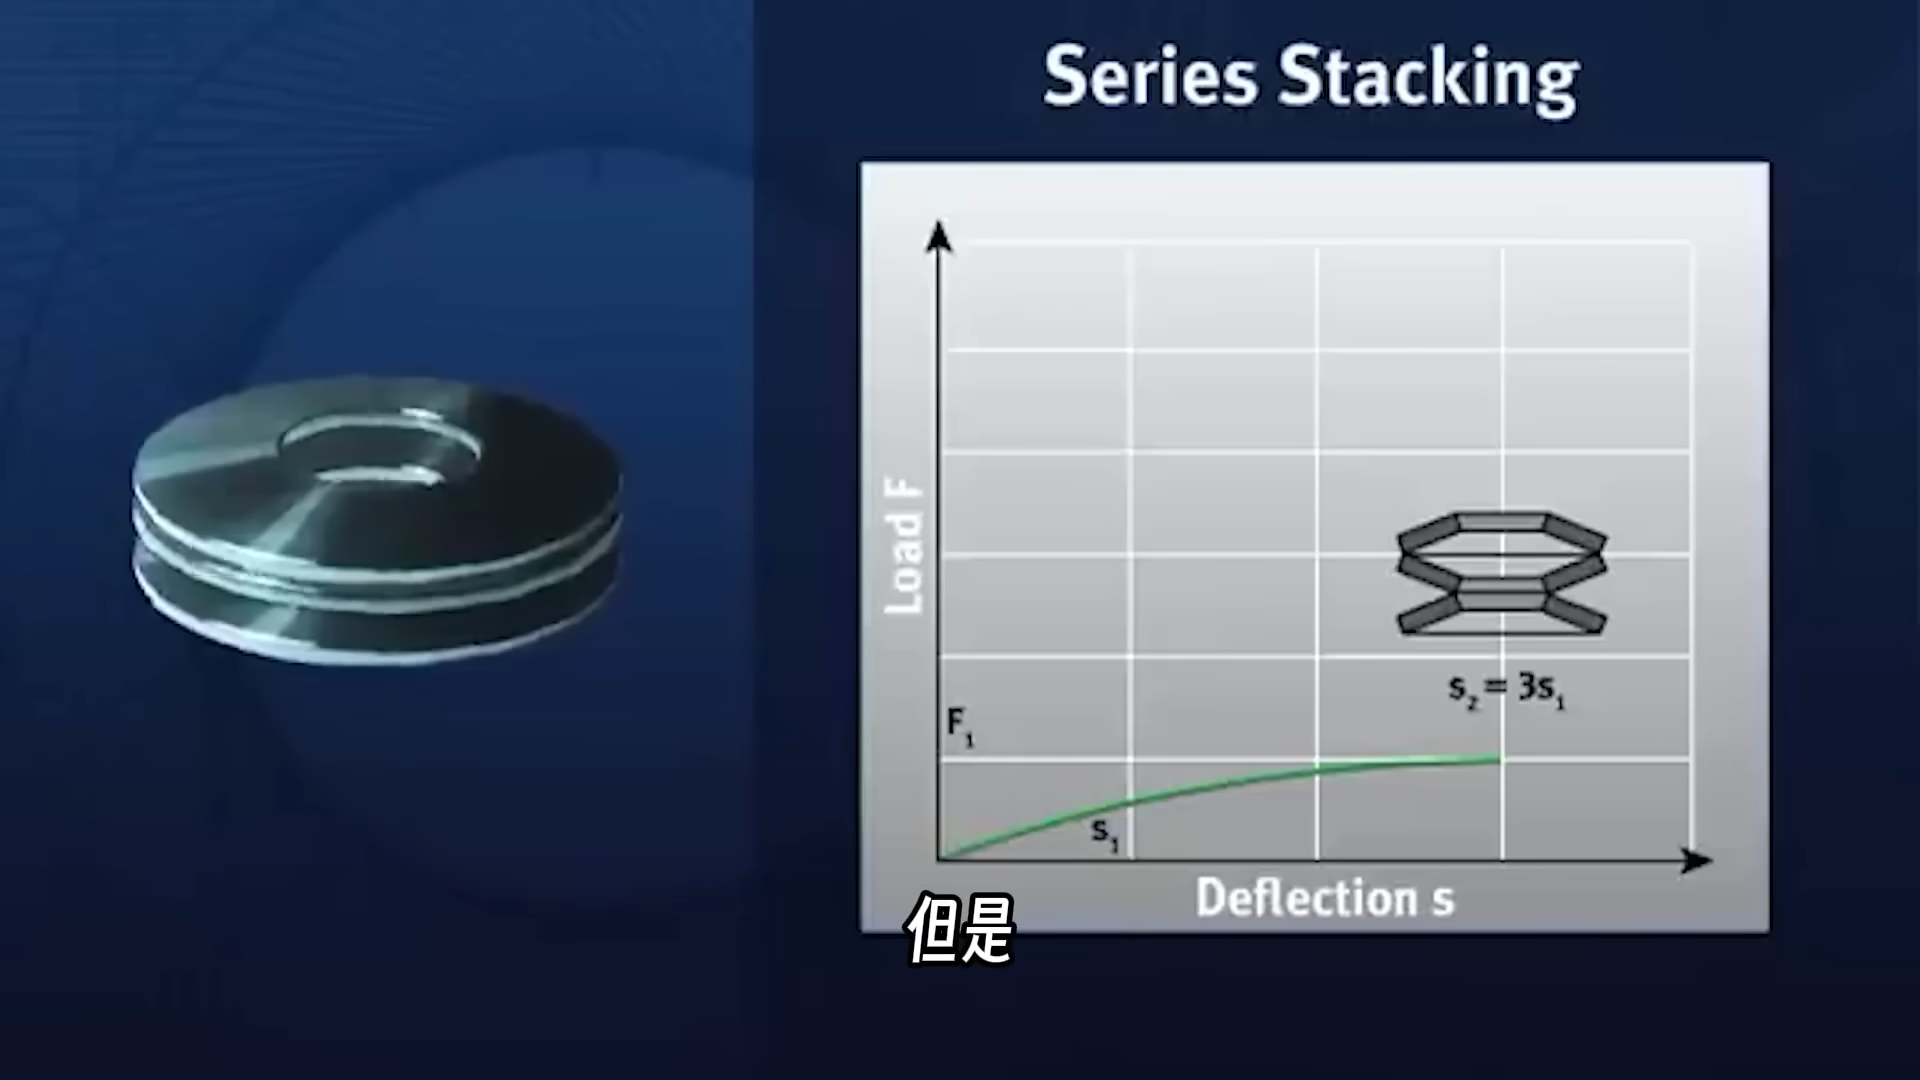 Series Stacking
Load F
s₂ = 3s₁
F₁
s₁
Deflection s
但是